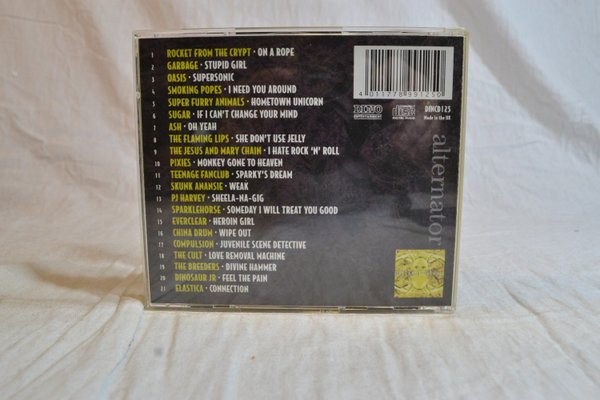 1 ROCKET FROM THE CRYPT · ON A ROPE
2 GARBAGE · STUPID GIRL
3 OASIS · SUPERSONIC
4 SMOKING POPES · I NEED YOU AROUND
5 SUPER FURRY ANIMALS · HOMETOWN UNICORN
6 SUGAR · IF I CAN'T CHANGE YOUR MIND
7 ASH · OH YEAH
8 THE FLAMING LIPS · SHE DON'T USE JELLY
9 THE JESUS AND MARY CHAIN · I HATE ROCK 'N' ROLL
10 PIXIES · MONKEY GONE TO HEAVEN
11 TEENAGE FANCLUB · SPARKY'S DREAM
12 SKUNK ANANSIE · WEAK
13 PJ HARVEY · SHEELA-NA-GIG
14 SPARKLEHORSE · SOMEDAY I WILL TREAT YOU GOOD
15 EVERCLEAR · HEROIN GIRL
16 CHINA DRUM · WIPE OUT
17 COMPULSION · JUVENILE SCENE DETECTIVE
18 THE CULT · LOVE REMOVAL MACHINE
19 THE BREEDERS · DIVINE HAMMER
20 DINOSAUR JR · FEEL THE PAIN
21 ELASTICA · CONNECTION
4 011778 991256
DINO
DINCD125
Made in the UK
alternator